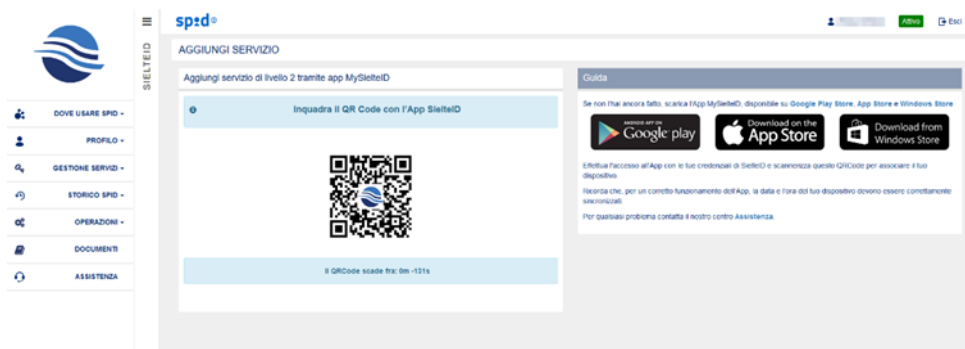 SIELTEID
spid
Attivo
Esci
AGGIUNGI SERVIZIO
DOVE USARE SPID
PROFILO
GESTIONE SERVIZI
STORICO SPID
OPERAZIONI
DOCUMENTI
ASSISTENZA
Aggiungi servizio di livello 2 tramite app MySielteID
Inquadra il QR Code con l'App SielteID
Il QRCode scade fra: 0m -131s
Guida
Se non l'hai ancora fatto, scarica l'App MySielteID, disponibile su Google Play Store, App Store e Windows Store
ANDROID APP ON
Google play
Download on the
App Store
Download from
Windows Store
Effettua l'accesso all'App con le tue credenziali di SielteID e scannerizza questo QRCode per associare il tuo
dispositivo.
Ricorda che, per un corretto funzionamento dell'App, la data e l'ora del tuo dispositivo devono essere correttamente
sincronizzati.
Per qualsiasi problema contatta il nostro centro Assistenza.